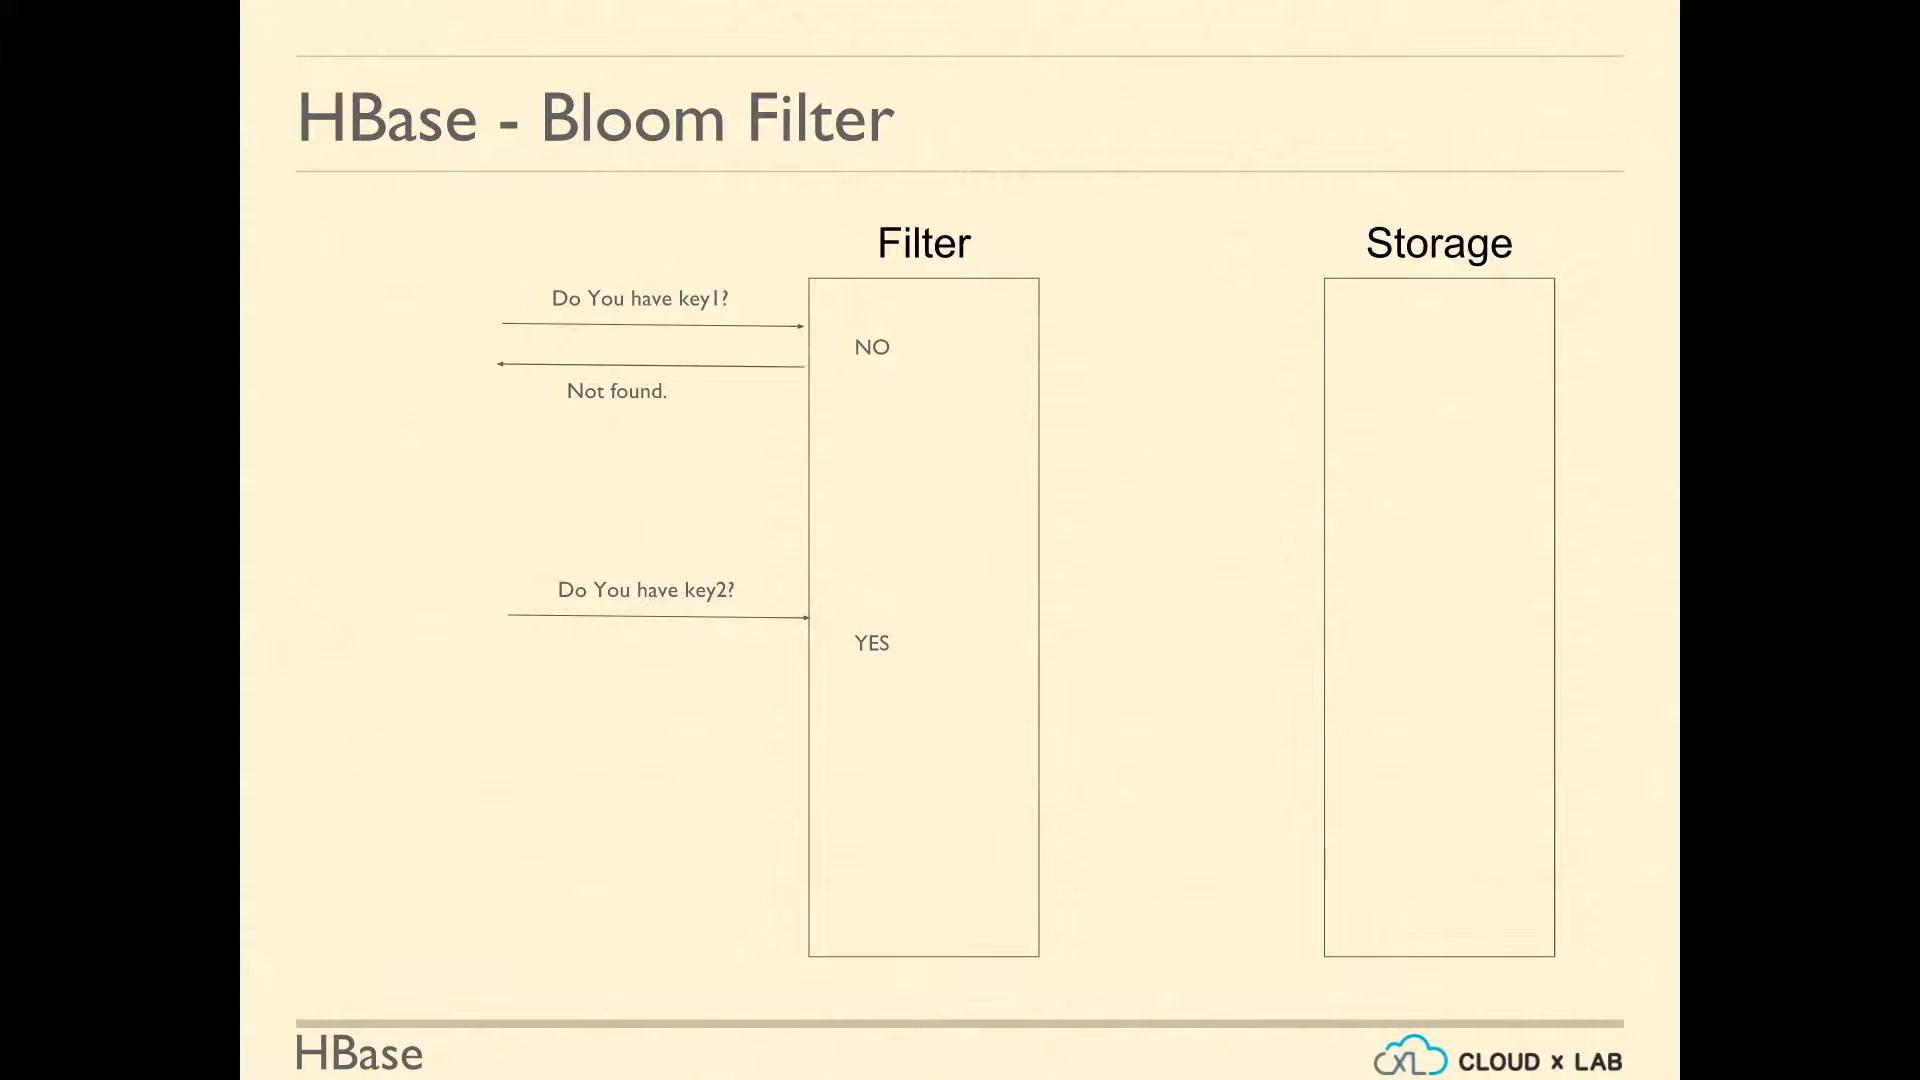 HBase - Bloom Filter
Filter
Storage
Do You have key1?
NO
Not found.
Do You have key2?
YES
HBase
CXL CLOUD x LAB